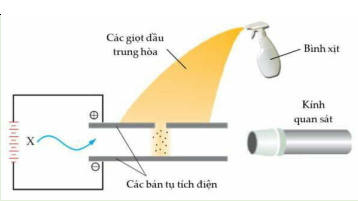 Các giọt dầu
trung hòa
Bình xịt
Kính
quan sát
X
Các bản tụ tích điện